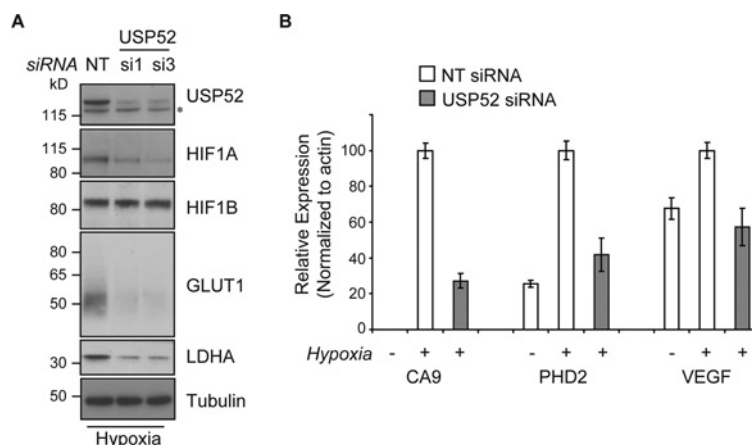 A
USP52
siRNA NT si1 si3
kD
USP52
115
*
115
HIF1A
80
HIF1B
80
80
65
GLUT1
50
LDHA
30
50
Tubulin
Hypoxia
B
NT siRNA
USP52 siRNA
Relative Expression
(Normalized to actin)
100
80
60
40
20
0
Hypoxia - + + - + + - + +
CA9 PHD2 VEGF